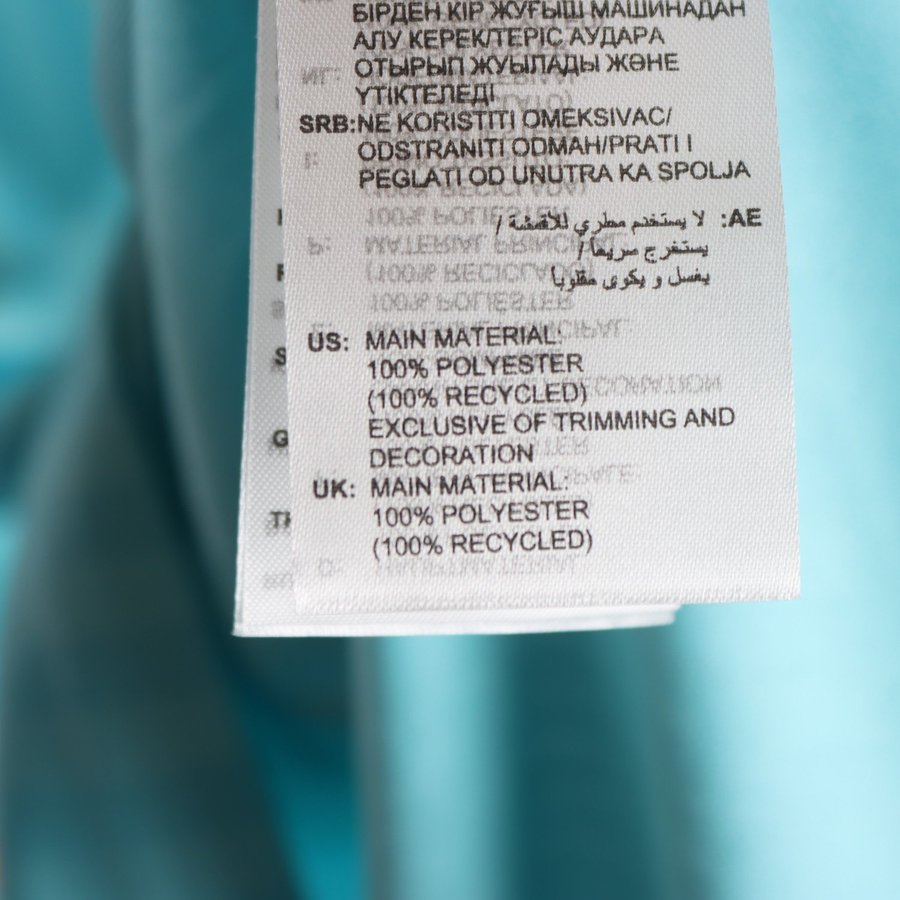 БІРДЕН КІР ЖУҒЫШ МАШИНАДАН
АЛУ КЕРЕК/ТЕРІС АУДАРА
ОТЫРЫП ЖУЫЛАДЫ ЖӘНЕ
ҮТІКТЕЛЕДІ
SRB:NE KORISTITI OMEKSIVAC/
ODSTRANITI ODMAH/PRATI I
PEGLATI OD UNUTRA KA SPOLJA
AE: لا يستخدم مطري للأقمشة /
يستخرج سريعا /
يغسل و يكوى مقلوبا
US: MAIN MATERIAL:
100% POLYESTER
(100% RECYCLED)
EXCLUSIVE OF TRIMMING AND
DECORATION
UK: MAIN MATERIAL:
100% POLYESTER
(100% RECYCLED)